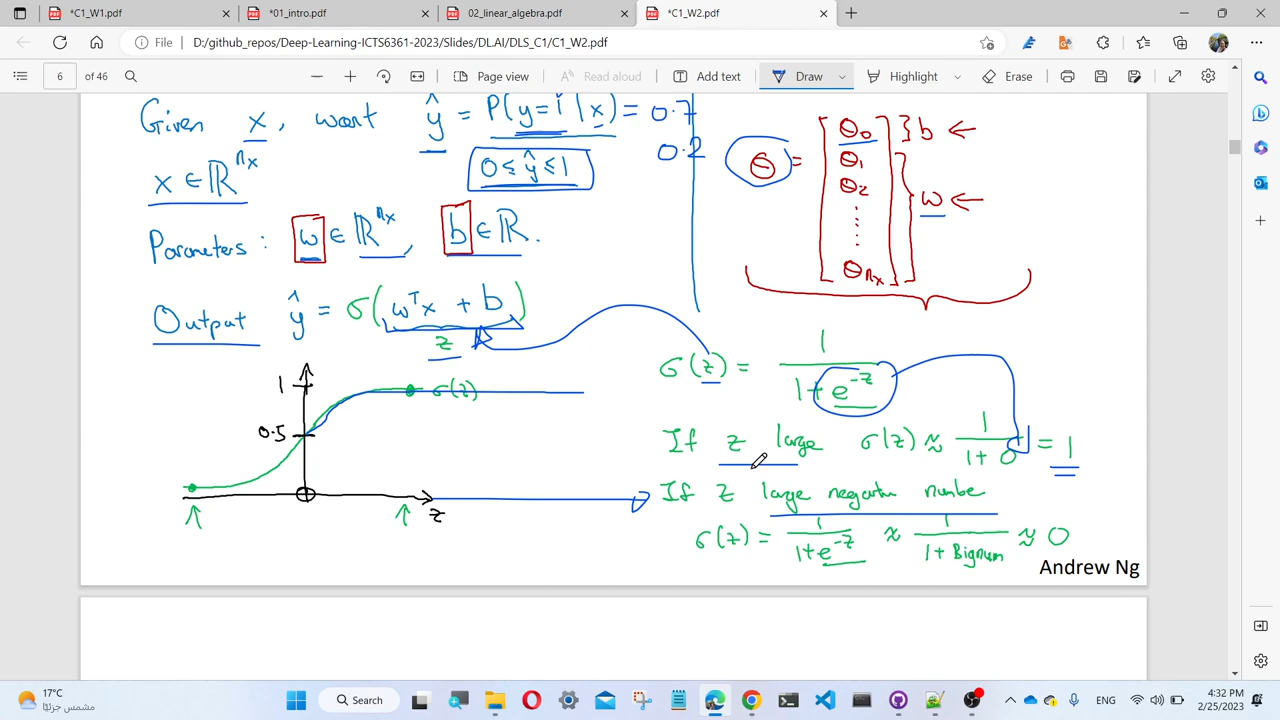 *C1_W1.pdf
*01_intro.pdf
02_linear_algebra.pdf
*C1_W2.pdf
File
D:/github_repos/Deep-Learning-ICTS6361-2023/Slides/DL.AI/DLS_C1/C1_W2.pdf
6 of 46
Page view
Read aloud
Add text
Draw
Highlight
Erase
Given x, want ŷ = P(y=1 | x) = 0.7
0.2
0 ≤ ŷ ≤ 1
x ∈ ℝⁿˣ
Parameters: w ∈ ℝⁿˣ, b ∈ ℝ.
Output ŷ = σ(wᵀx + b)
z
1
σ(z)
0.5
z
Θ = [Θ₀ Θ₁ Θ₂ ⋮ Θₙₓ]
} b ←
} w ←
σ(z) = 1 / (1 + e⁻ᶻ)
If z large σ(z) ≈ 1 / (1 + 0) = 1
If z large negative number
σ(z) = 1 / (1 + e⁻ᶻ) ≈ 1 / (1 + Bignum) ≈ 0
Andrew Ng
17°C
مشمس جزئيًا
Search
ENG
4:32 PM
2/25/2023